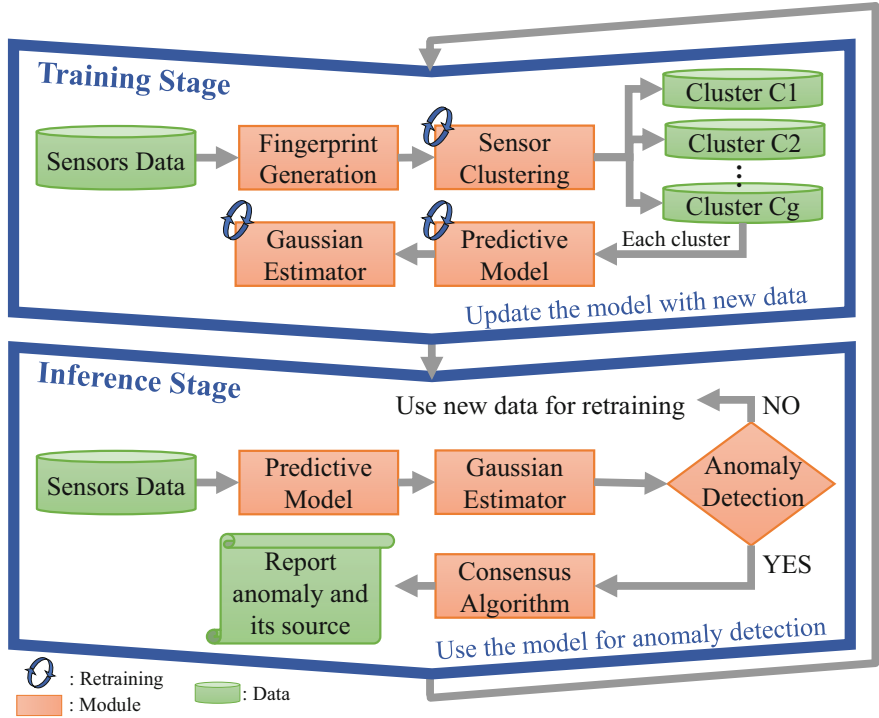 Training Stage
Sensors Data
Fingerprint
Generation
Sensor
Clustering
Cluster C1
Cluster C2
⋮
Cluster Cg
Each cluster
Predictive
Model
Gaussian
Estimator
Update the model with new data
Inference Stage
Use new data for retraining
NO
Sensors Data
Predictive
Model
Gaussian
Estimator
Anomaly
Detection
YES
Consensus
Algorithm
Report
anomaly and
its source
Use the model for anomaly detection
: Retraining
: Module
: Data